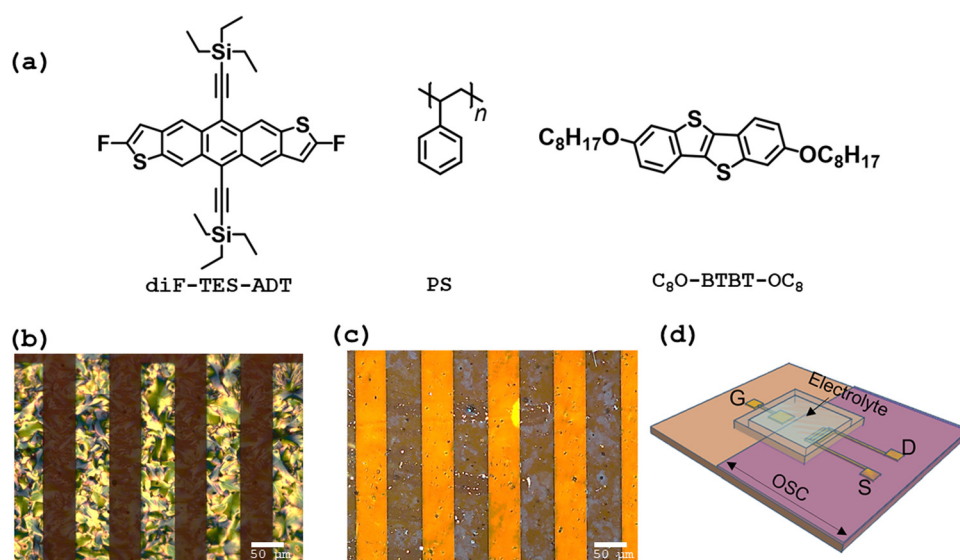 (a)
Si
F
S
S
F
Si
diF-TES-ADT
n
PS
C₈H₁₇O
S
S
OC₈H₁₇
C₈O-BTBT-OC₈
(b)
50 μm
(c)
50 μm
(d)
G
Electrolyte
D
S
OSC